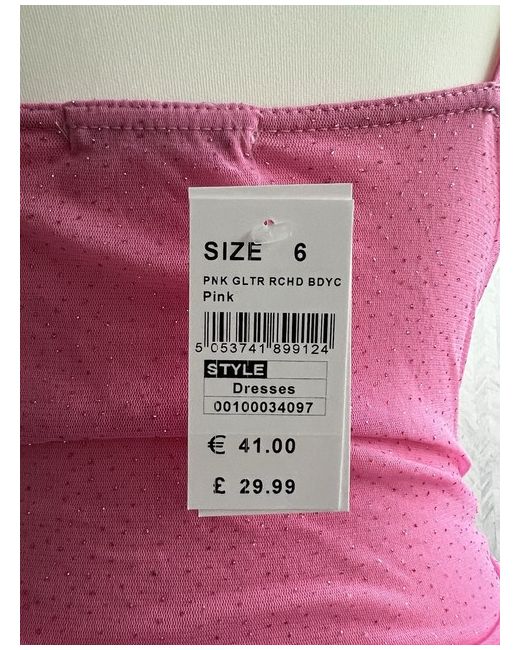 SIZE 6
PNK GLTR RCHD BDYC
Pink
5 053741 899124
STYLE
Dresses
00100034097
€ 41.00
£ 29.99